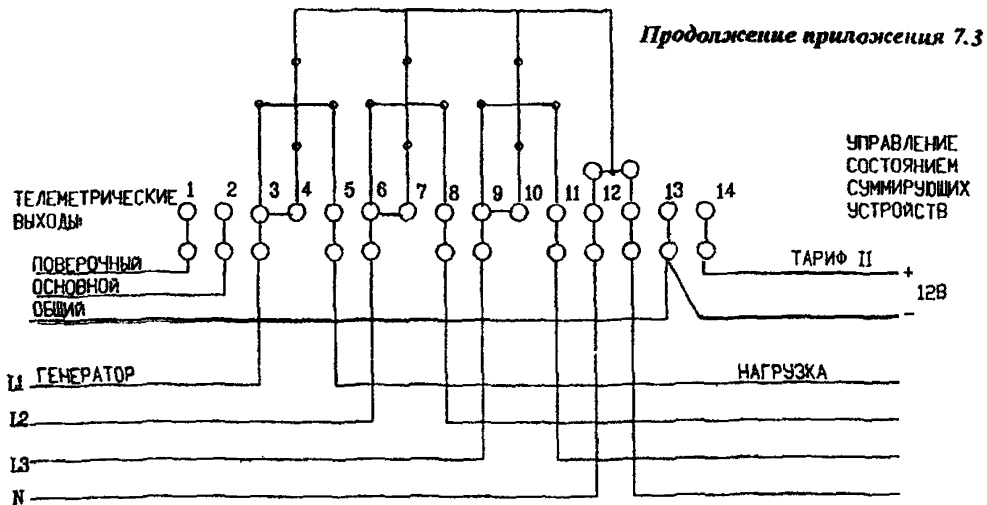 Продолжение приложения 7.3
УПРАВЛЕНИЕ
СОСТОЯНИЕМ
СУММИРУЮЩИХ
УСТРОЙСТВ
ТЕЛЕМЕТРИЧЕСКИЕ
ВЫХОДЫ:
1 2 3 4 5 6 7 8 9 10 11 12 13 14
ПОВЕРОЧНЫЙ
ОСНОВНОЙ
ОБЩИЙ
ТАРИФ II
+
12В
-
L1 ГЕНЕРАТОР
НАГРУЗКА
L2
L3
N